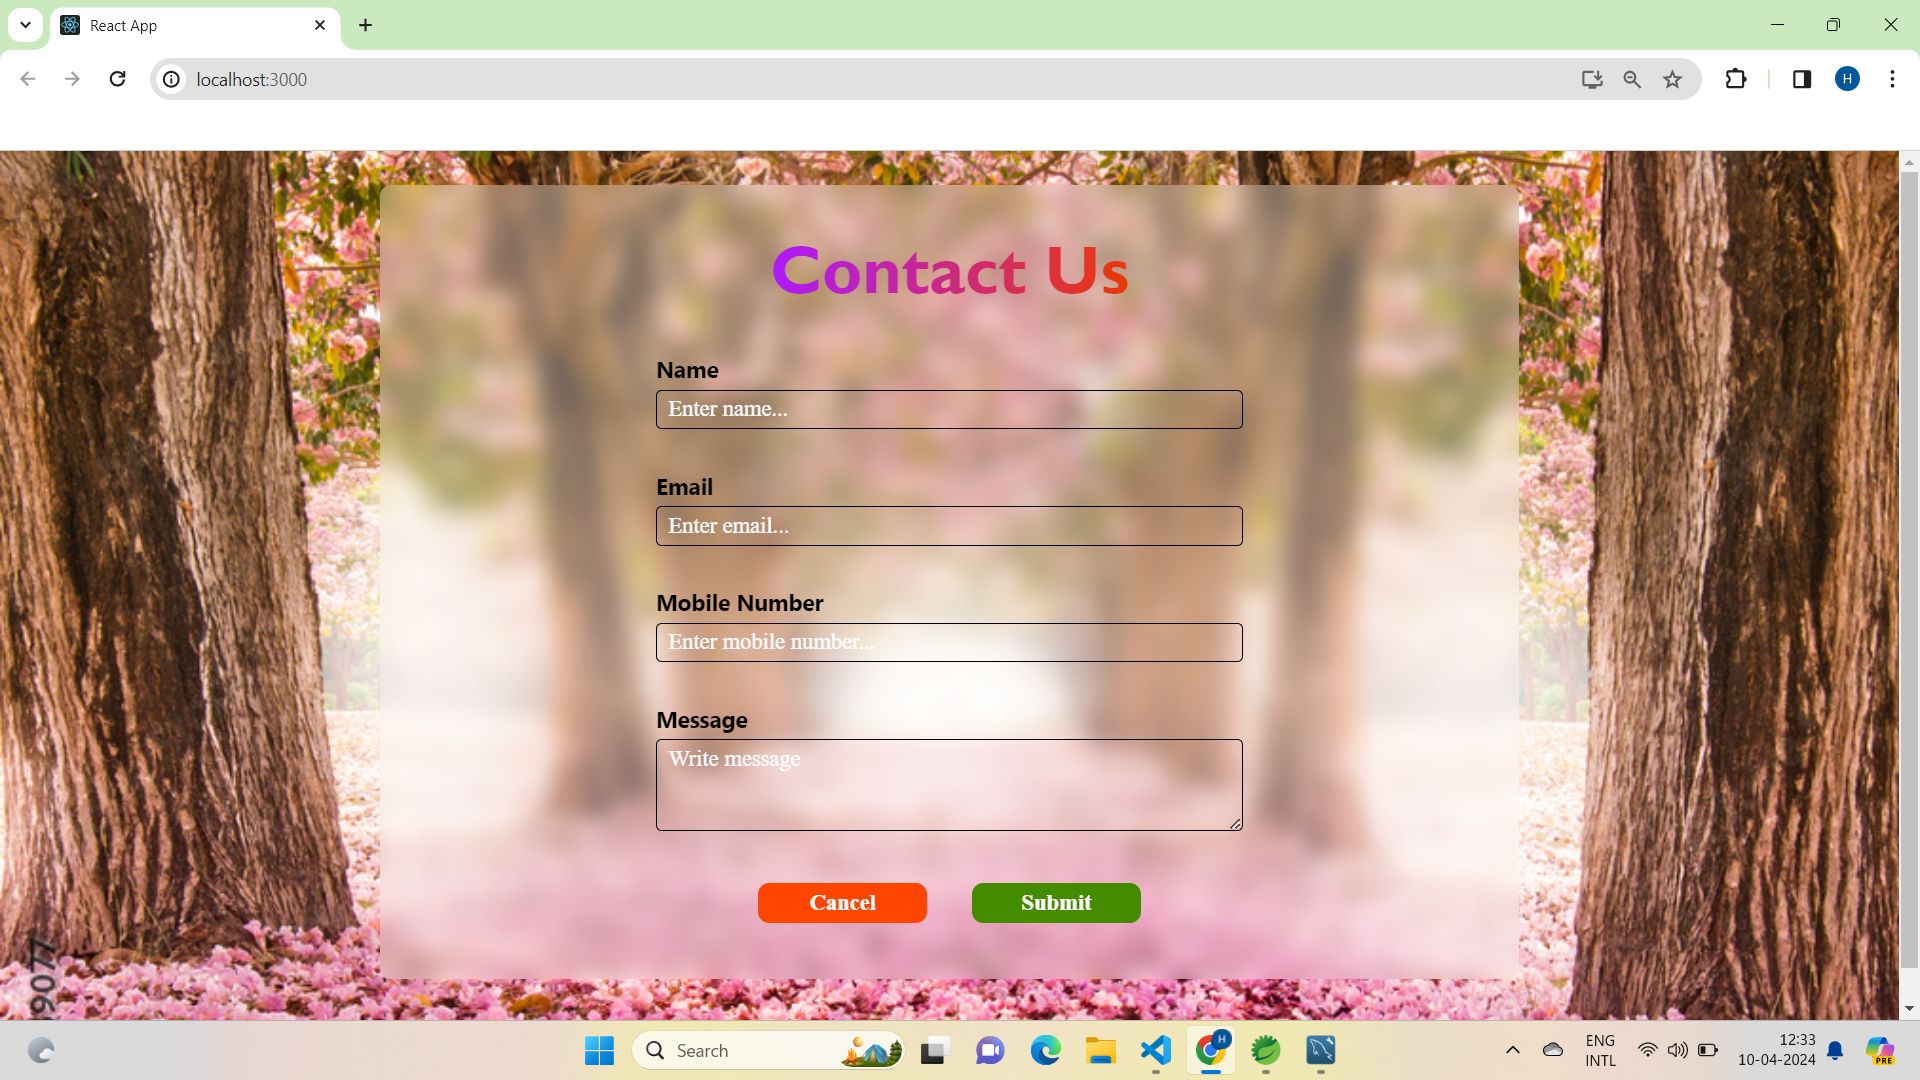 React App
localhost:3000
H
Contact Us
Name
Enter name...
Email
Enter email...
Mobile Number
Enter mobile number...
Message
Write message
Cancel
Submit
9077
Search
H
ENG
INTL
12:33
10-04-2024
PRE